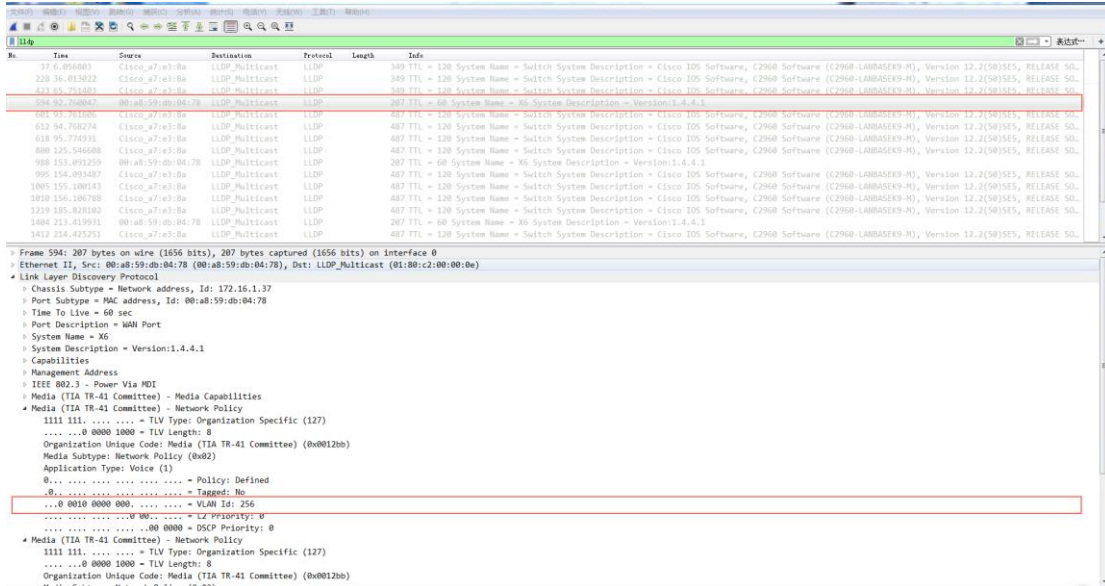 文件(F) 编辑(E) 视图(V) 跳转(G) 捕获(C) 分析(A) 统计(S) 电话(Y) 无线(W) 工具(T) 帮助(H)
lldp 表达式… +
No. Time Source Destination Protocol Length Info
37 6.056803 Cisco_a7:e3:8a LLDP_Multicast LLDP 349 TTL = 120 System Name = Switch System Description = Cisco IOS Software, C2960 Software (C2960-LANBASEK9-M), Version 12.2(50)SE5, RELEASE SO…
228 36.013022 Cisco_a7:e3:8a LLDP_Multicast LLDP 349 TTL = 120 System Name = Switch System Description = Cisco IOS Software, C2960 Software (C2960-LANBASEK9-M), Version 12.2(50)SE5, RELEASE SO…
423 65.751403 Cisco_a7:e3:8a LLDP_Multicast LLDP 349 TTL = 120 System Name = Switch System Description = Cisco IOS Software, C2960 Software (C2960-LANBASEK9-M), Version 12.2(50)SE5, RELEASE SO…
594 92.760047 00:a8:59:db:04:78 LLDP_Multicast LLDP 207 TTL = 60 System Name = X6 System Description = Version:1.4.4.1
601 93.761606 Cisco_a7:e3:8a LLDP_Multicast LLDP 487 TTL = 120 System Name = Switch System Description = Cisco IOS Software, C2960 Software (C2960-LANBASEK9-M), Version 12.2(50)SE5, RELEASE SO…
612 94.768274 Cisco_a7:e3:8a LLDP_Multicast LLDP 487 TTL = 120 System Name = Switch System Description = Cisco IOS Software, C2960 Software (C2960-LANBASEK9-M), Version 12.2(50)SE5, RELEASE SO…
618 95.774931 Cisco_a7:e3:8a LLDP_Multicast LLDP 487 TTL = 120 System Name = Switch System Description = Cisco IOS Software, C2960 Software (C2960-LANBASEK9-M), Version 12.2(50)SE5, RELEASE SO…
800 125.546608 Cisco_a7:e3:8a LLDP_Multicast LLDP 487 TTL = 120 System Name = Switch System Description = Cisco IOS Software, C2960 Software (C2960-LANBASEK9-M), Version 12.2(50)SE5, RELEASE SO…
988 153.091259 00:a8:59:db:04:78 LLDP_Multicast LLDP 207 TTL = 60 System Name = X6 System Description = Version:1.4.4.1
995 154.093487 Cisco_a7:e3:8a LLDP_Multicast LLDP 487 TTL = 120 System Name = Switch System Description = Cisco IOS Software, C2960 Software (C2960-LANBASEK9-M), Version 12.2(50)SE5, RELEASE SO…
1005 155.100143 Cisco_a7:e3:8a LLDP_Multicast LLDP 487 TTL = 120 System Name = Switch System Description = Cisco IOS Software, C2960 Software (C2960-LANBASEK9-M), Version 12.2(50)SE5, RELEASE SO…
1010 156.106788 Cisco_a7:e3:8a LLDP_Multicast LLDP 487 TTL = 120 System Name = Switch System Description = Cisco IOS Software, C2960 Software (C2960-LANBASEK9-M), Version 12.2(50)SE5, RELEASE SO…
1219 185.828102 Cisco_a7:e3:8a LLDP_Multicast LLDP 487 TTL = 120 System Name = Switch System Description = Cisco IOS Software, C2960 Software (C2960-LANBASEK9-M), Version 12.2(50)SE5, RELEASE SO…
1404 213.419931 00:a8:59:db:04:78 LLDP_Multicast LLDP 207 TTL = 60 System Name = X6 System Description = Version:1.4.4.1
1412 214.425251 Cisco_a7:e3:8a LLDP_Multicast LLDP 487 TTL = 120 System Name = Switch System Description = Cisco IOS Software, C2960 Software (C2960-LANBASEK9-M), Version 12.2(50)SE5, RELEASE SO…
Frame 594: 207 bytes on wire (1656 bits), 207 bytes captured (1656 bits) on interface 0
Ethernet II, Src: 00:a8:59:db:04:78 (00:a8:59:db:04:78), Dst: LLDP_Multicast (01:80:c2:00:00:0e)
Link Layer Discovery Protocol
Chassis Subtype = Network address, Id: 172.16.1.37
Port Subtype = MAC address, Id: 00:a8:59:db:04:78
Time To Live = 60 sec
Port Description = WAN Port
System Name = X6
System Description = Version:1.4.4.1
Capabilities
Management Address
IEEE 802.3 - Power Via MDI
Media (TIA TR-41 Committee) - Media Capabilities
Media (TIA TR-41 Committee) - Network Policy
1111 111. .... .... = TLV Type: Organization Specific (127)
.... ...0 0000 1000 = TLV Length: 8
Organization Unique Code: Media (TIA TR-41 Committee) (0x0012bb)
Media Subtype: Network Policy (0x02)
Application Type: Voice (1)
0... .... .... .... .... .... = Policy: Defined
.0.. .... .... .... .... .... = Tagged: No
...0 0010 0000 000. .... .... = VLAN Id: 256
.... .... .... ...0 00.. .... = L2 Priority: 0
.... .... .... .... ..00 0000 = DSCP Priority: 0
Media (TIA TR-41 Committee) - Network Policy
1111 111. .... .... = TLV Type: Organization Specific (127)
.... ...0 0000 1000 = TLV Length: 8
Organization Unique Code: Media (TIA TR-41 Committee) (0x0012bb)